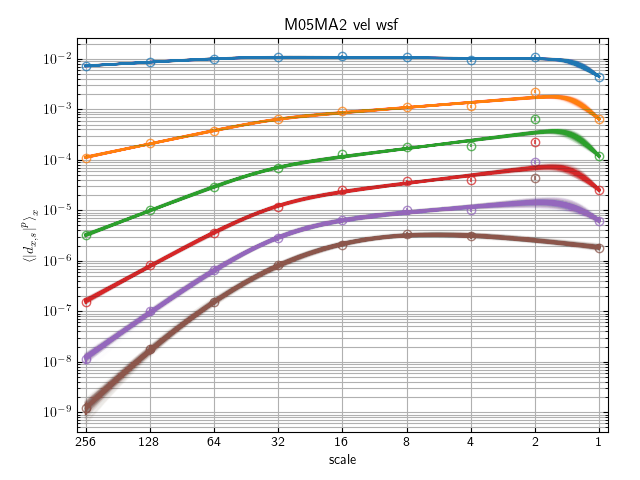 M05MA2 vel wsf
10⁻²
10⁻³
10⁻⁴
10⁻⁵
10⁻⁶
10⁻⁷
10⁻⁸
10⁻⁹
⟨|d_{x,s}|^p⟩_x
256 128 64 32 16 8 4 2 1
scale